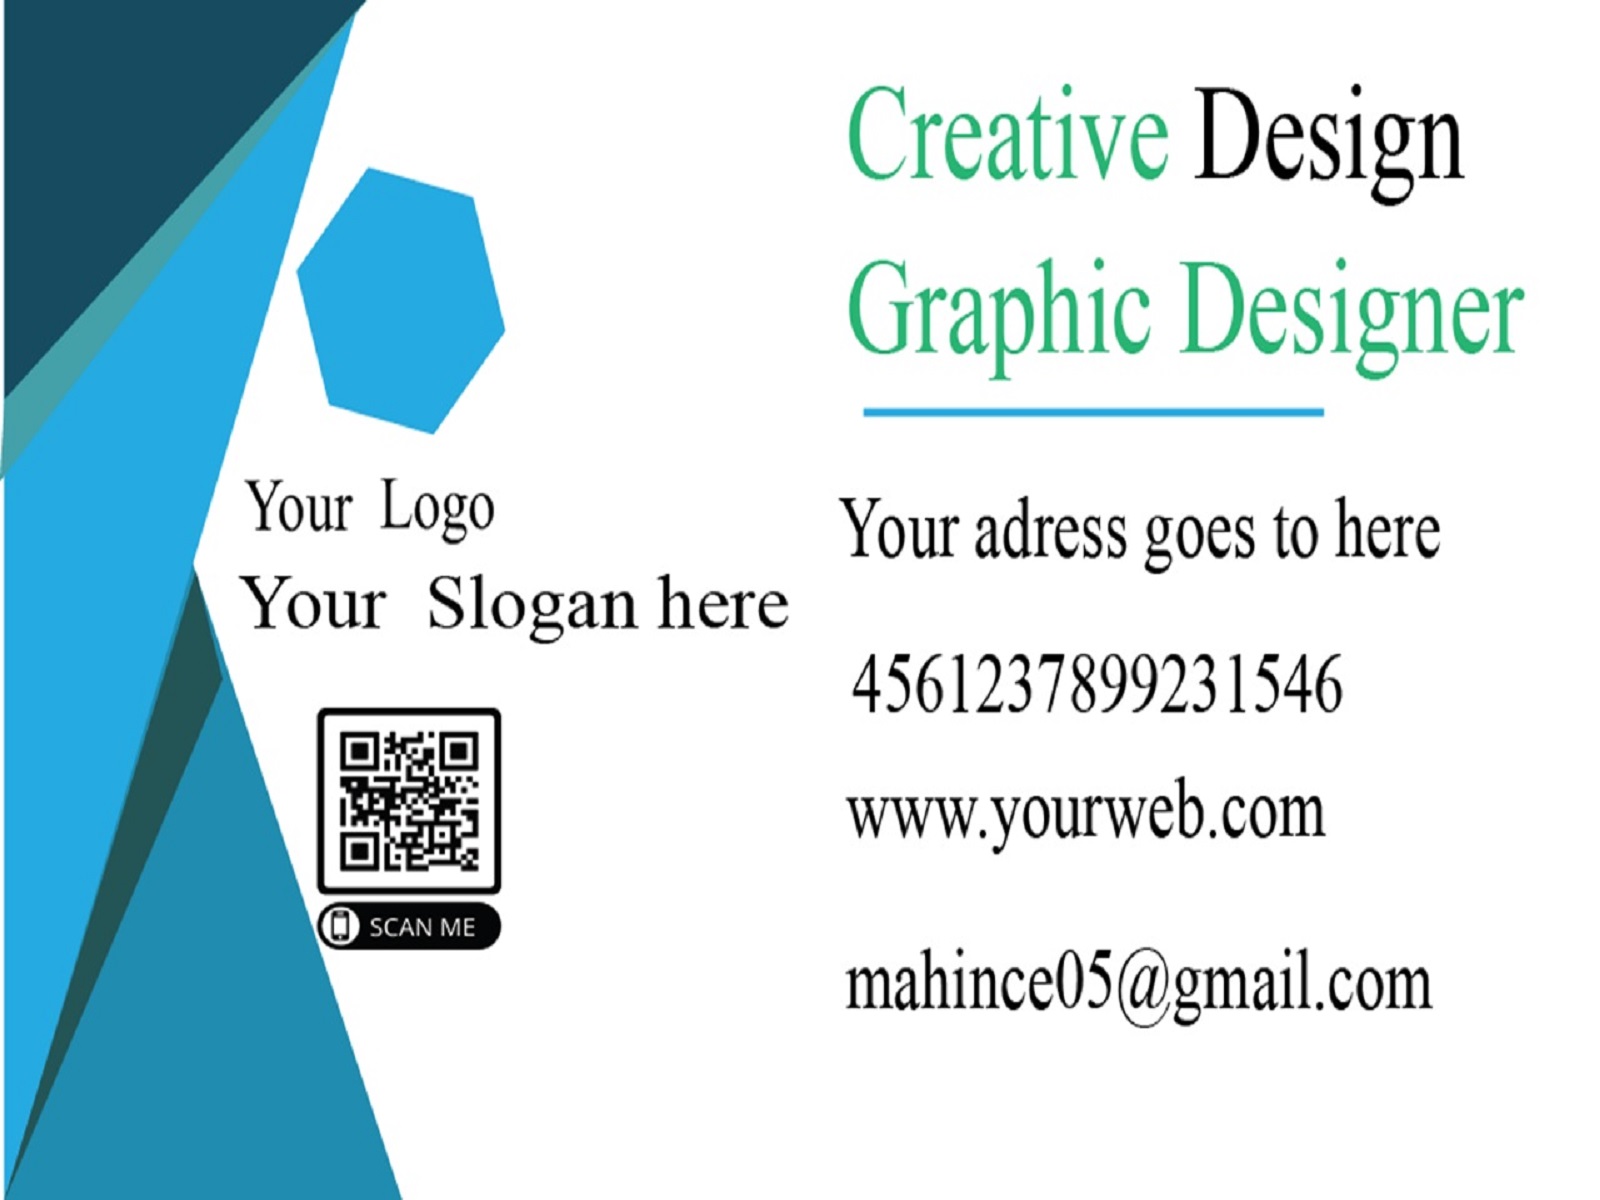 Creative Design
Graphic Designer
Your Logo
Your Slogan here
SCAN ME
Your adress goes to here
4561237899231546
www.yourweb.com
mahince05@gmail.com